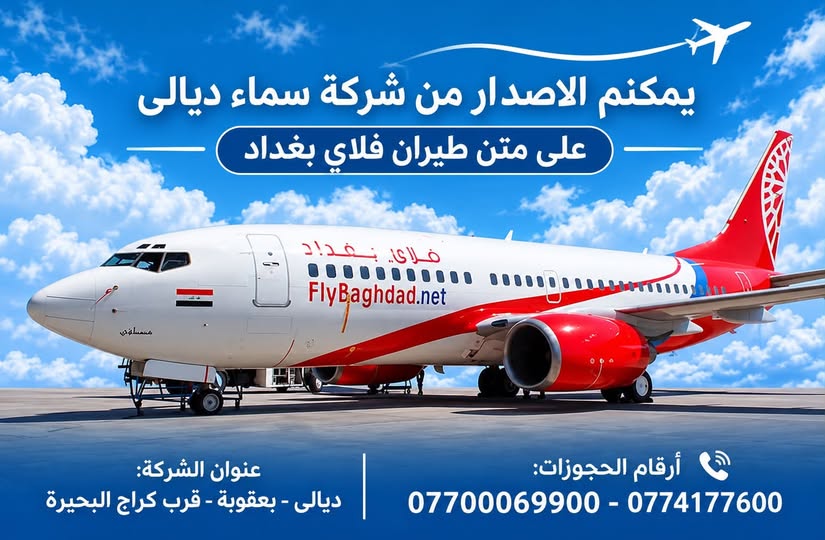 يمكنم الاصدار من شركة سماء ديالى
على متن طيران فلاي بغداد
فلاي بغداد
FlyBaghdad.net
أرقام الحجوزات:
07700069900 - 0774177600
عنوان الشركة:
ديالى - بعقوبة - قرب كراج البحيرة